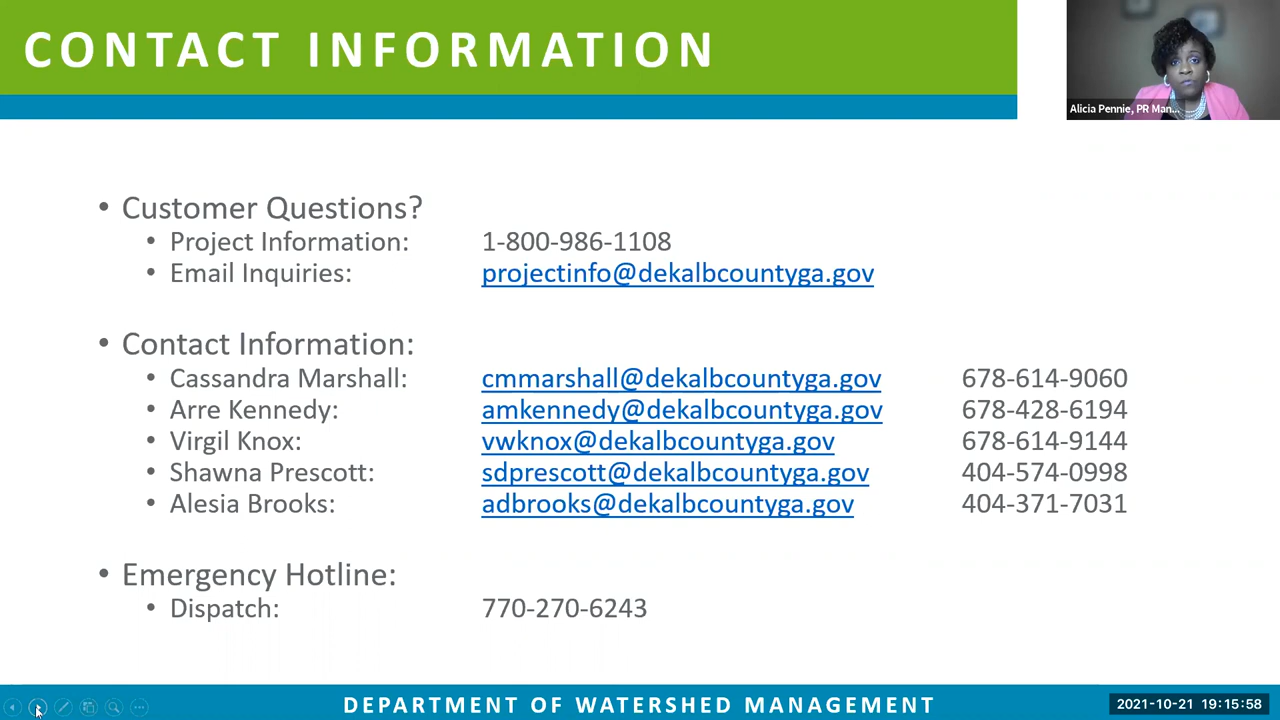 CONTACT INFORMATION
Alicia Pennie, PR Man...
• Customer Questions?
• Project Information: 1-800-986-1108
• Email Inquiries: projectinfo@dekalbcountyga.gov
• Contact Information:
• Cassandra Marshall: cmmarshall@dekalbcountyga.gov 678-614-9060
• Arre Kennedy: amkennedy@dekalbcountyga.gov 678-428-6194
• Virgil Knox: vwknox@dekalbcountyga.gov 678-614-9144
• Shawna Prescott: sdprescott@dekalbcountyga.gov 404-574-0998
• Alesia Brooks: adbrooks@dekalbcountyga.gov 404-371-7031
• Emergency Hotline:
• Dispatch: 770-270-6243
DEPARTMENT OF WATERSHED MANAGEMENT
2021-10-21 19:15:58